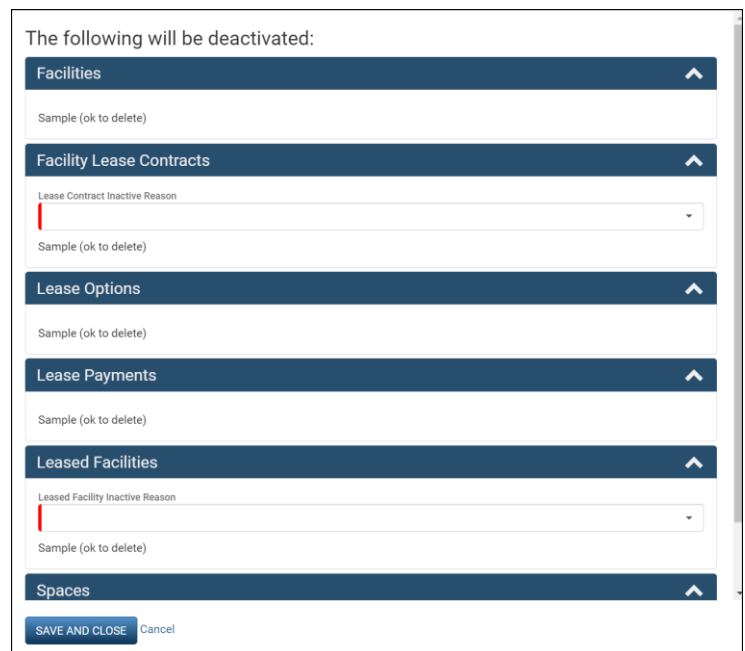 The following will be deactivated:
Facilities
Sample (ok to delete)
Facility Lease Contracts
Lease Contract Inactive Reason
Sample (ok to delete)
Lease Options
Sample (ok to delete)
Lease Payments
Sample (ok to delete)
Leased Facilities
Leased Facility Inactive Reason
Sample (ok to delete)
Spaces
SAVE AND CLOSE Cancel